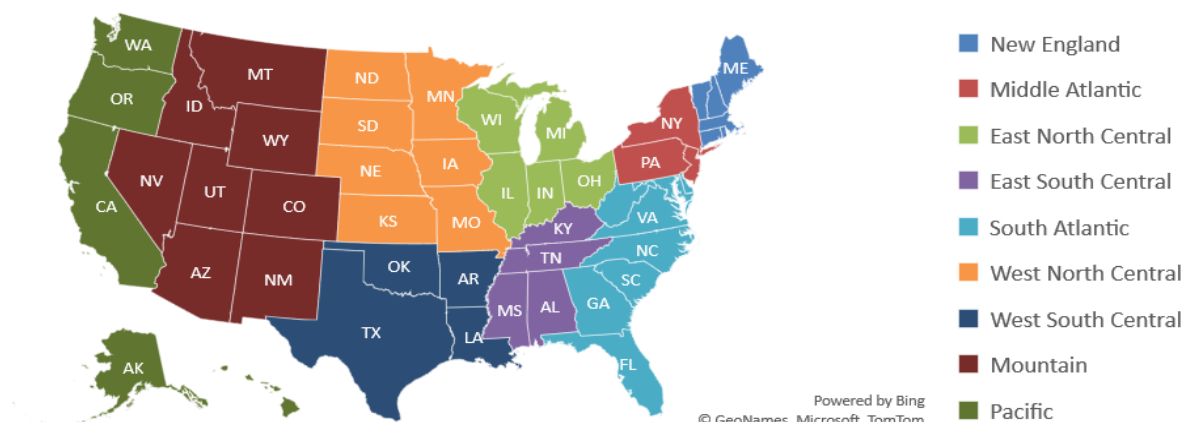 WA
MT
ND
MN
ME
OR
ID
SD
WI
MI
NY
WY
NE
IA
PA
NV
UT
CO
IL
IN
OH
CA
KS
MO
KY
VA
AZ
NM
OK
AR
TN
NC
SC
MS
AL
GA
TX
LA
FL
AK
New England
Middle Atlantic
East North Central
East South Central
South Atlantic
West North Central
West South Central
Mountain
Pacific
Powered by Bing
© GeoNames, Microsoft, TomTom